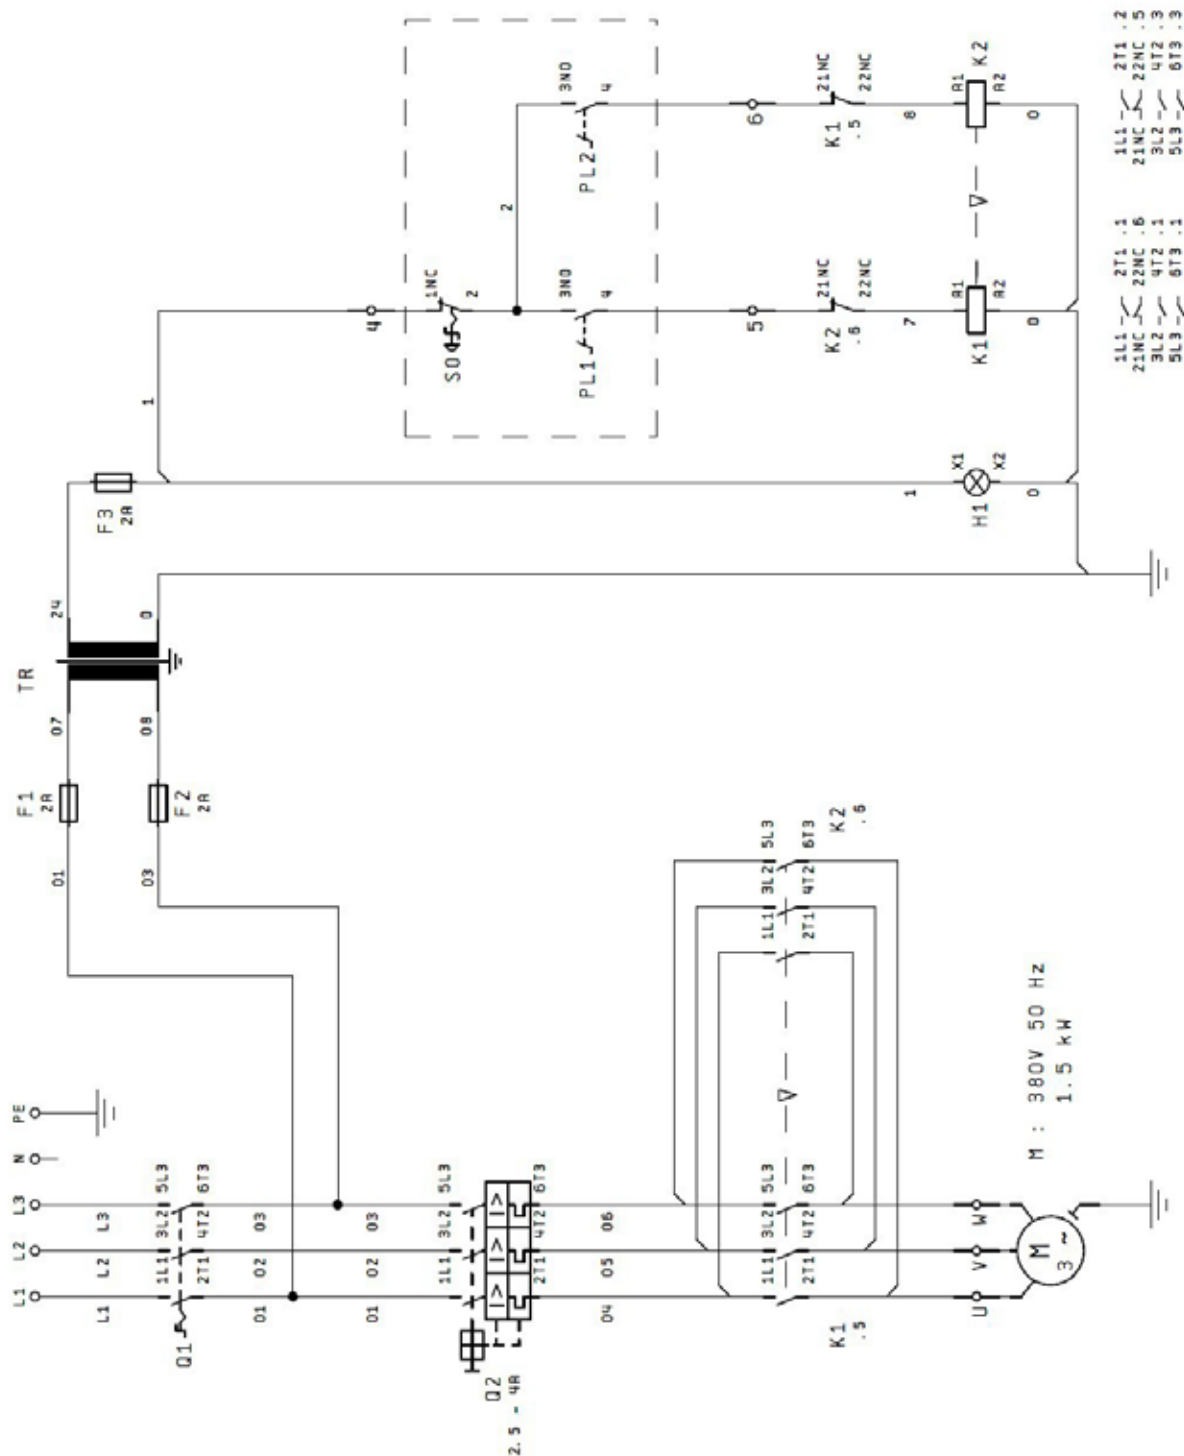 L1 L2 L3 N PE
L1 L2 L3
1L1 3L2 5L3
Q1
2T1 4T2 6T3
01 02 03
01 02 03
1L1 3L2 5L3
Q2
2.5 - 4A
I> I> I>
2T1 4T2 6T3
04 05 06
1L1 3L2 5L3
K1
.5
2T1 4T2 6T3
1L1 3L2 5L3
K2
.6
2T1 4T2 6T3
U V W
M
3 ~
M : 380V 50 Hz
1.5 kW
01
03
F1
2A
F2
2A
07
08
TR
24
0
F3
2A
1
4
S0
1NC
2
2
PL1
3NO
4
PL2
3NO
4
5
6
K2
.6
21NC
22NC
K1
.5
21NC
22NC
1
7
8
H1
X1
X2
K1
A1
A2
K2
A1
A2
0
0
0
1L1 2T1 .1
21NC 22NC .6
3L2 4T2 .1
5L3 6T3 .1
1L1 2T1 .2
21NC 22NC .5
3L2 4T2 .3
5L3 6T3 .3